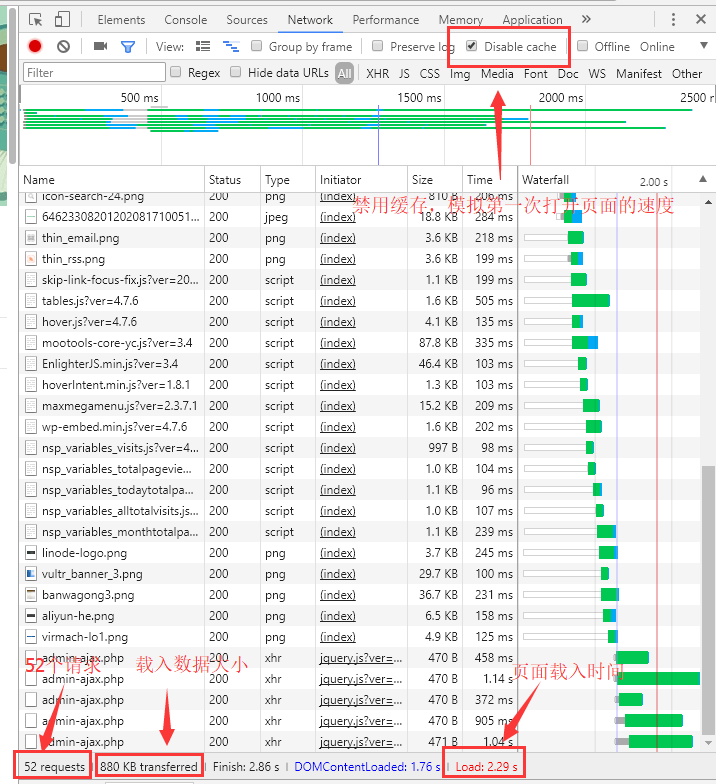 Elements Console Sources Network Performance Memory Application »
View: Group by frame Preserve log Disable cache Offline Online
Filter Regex Hide data URLs All XHR JS CSS Img Media Font Doc WS Manifest Other
500 ms 1000 ms 1500 ms 2000 ms 2500 m
Name Status Type Initiator Size Time Waterfall 2.00 s
icon-search-24.png 200 png (index) 810 B 206 ms
禁用缓存，模拟第一次打开页面的速度
64623308201202081710051... 200 jpeg (index) 18.8 KB 284 ms
thin_email.png 200 png (index) 3.6 KB 218 ms
thin_rss.png 200 png (index) 3.6 KB 199 ms
skip-link-focus-fix.js?ver=20... 200 script (index) 1.1 KB 199 ms
tables.js?ver=4.7.6 200 script (index) 1.6 KB 505 ms
hover.js?ver=4.7.6 200 script (index) 4.1 KB 135 ms
mootools-core-yc.js?ver=3.4 200 script (index) 87.8 KB 335 ms
EnlighterJS.min.js?ver=3.4 200 script (index) 46.4 KB 103 ms
hoverIntent.min.js?ver=1.8.1 200 script (index) 1.3 KB 103 ms
maxmegamenu.js?ver=2.3.7.1 200 script (index) 15.2 KB 209 ms
wp-embed.min.js?ver=4.7.6 200 script (index) 1.6 KB 202 ms
nsp_variables_visits.js?ver=4... 200 script (index) 997 B 98 ms
nsp_variables_totalpagevie... 200 script (index) 1.0 KB 104 ms
nsp_variables_todaytotalpa... 200 script (index) 1.1 KB 96 ms
nsp_variables_alltotalvisits.js... 200 script (index) 1.0 KB 107 ms
nsp_variables_monthtotalpa... 200 script (index) 1.1 KB 239 ms
linode-logo.png 200 png (index) 3.7 KB 245 ms
vultr_banner_3.png 200 png (index) 29.7 KB 100 ms
banwagong3.png 200 png (index) 36.7 KB 231 ms
aliyun-he.png 200 png (index) 6.5 KB 158 ms
virmach-lo1.png 200 png (index) 4.9 KB 125 ms
admin-ajax.php 200 xhr jquery.js?ver=... 470 B 458 ms
52个请求 载入数据大小 页面载入时间
admin-ajax.php 200 xhr jquery.js?ver=... 470 B 1.14 s
admin-ajax.php 200 xhr jquery.js?ver=... 470 B 372 ms
admin-ajax.php 200 xhr jquery.js?ver=... 470 B 905 ms
admin-ajax.php 200 xhr jquery.js?ver=... 471 B 1.04 s
52 requests | 880 KB transferred | Finish: 2.86 s | DOMContentLoaded: 1.76 s | Load: 2.29 s